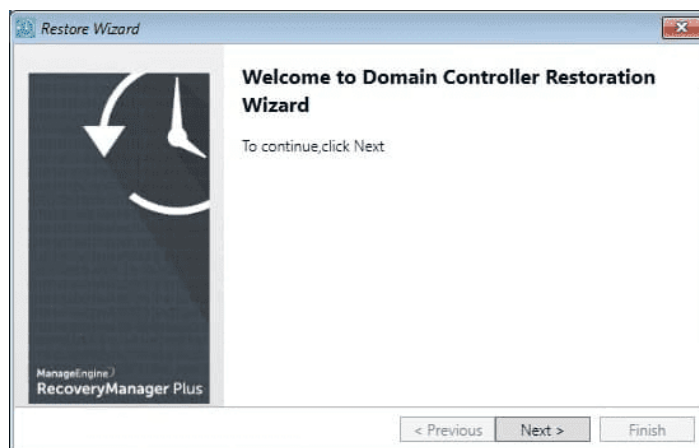 Restore Wizard
Welcome to Domain Controller Restoration
Wizard
To continue,click Next
ManageEngine
RecoveryManager Plus
< Previous
Next >
Finish